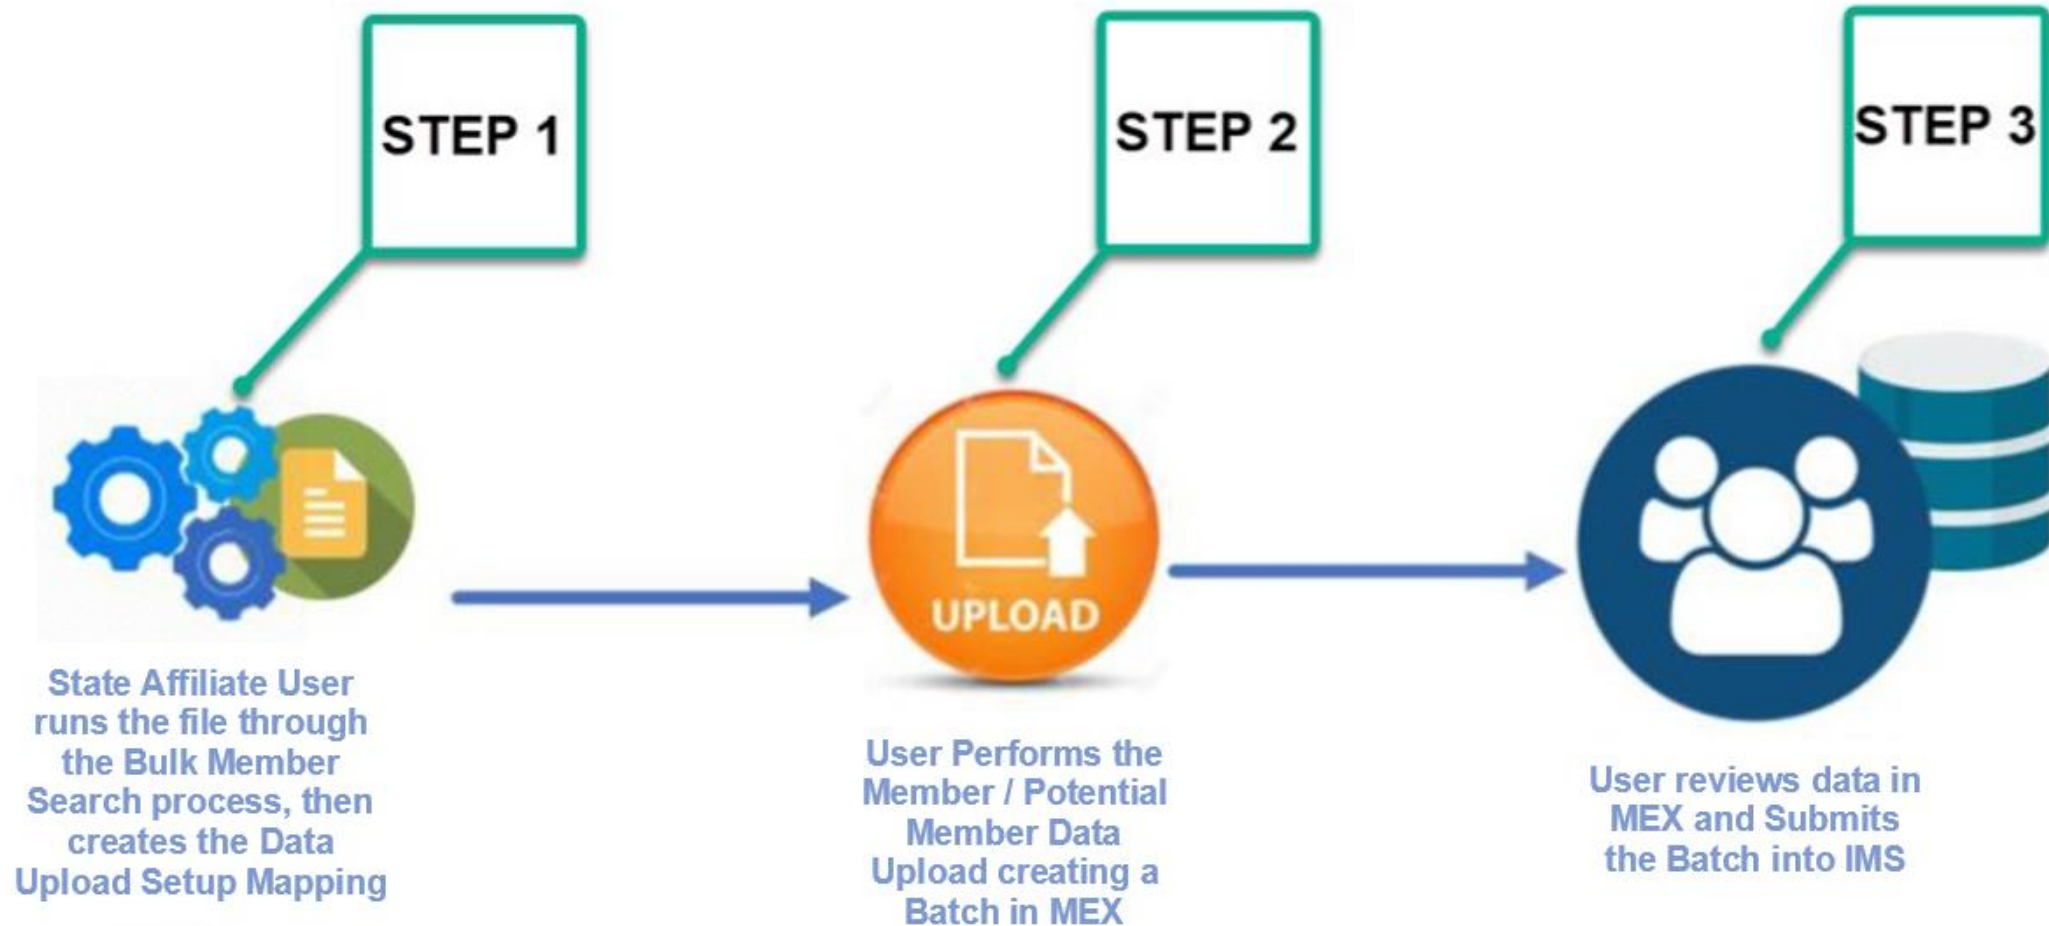 STEP 1
STEP 2
STEP 3
UPLOAD
State Affiliate User
runs the file through
the Bulk Member
Search process, then
creates the Data
Upload Setup Mapping
User Performs the
Member / Potential
Member Data
Upload creating a
Batch in MEX
User reviews data in
MEX and Submits
the Batch into IMS